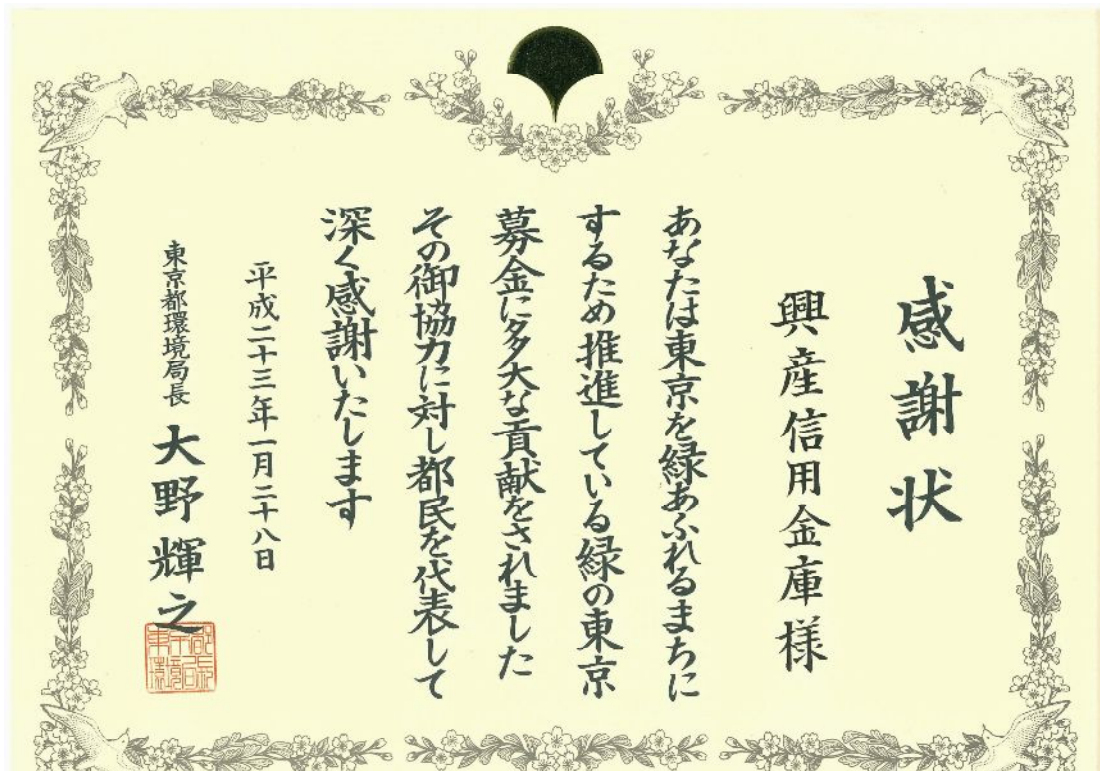 感謝状
興産信用金庫様
あなたは東京を緑あふれるまちに
するため推進している緑の東京
募金に多大な貢献をされました
その御協力に対し都民を代表して
深く感謝いたします
平成二十三年一月二十八日
東京都環境局長 大野輝之